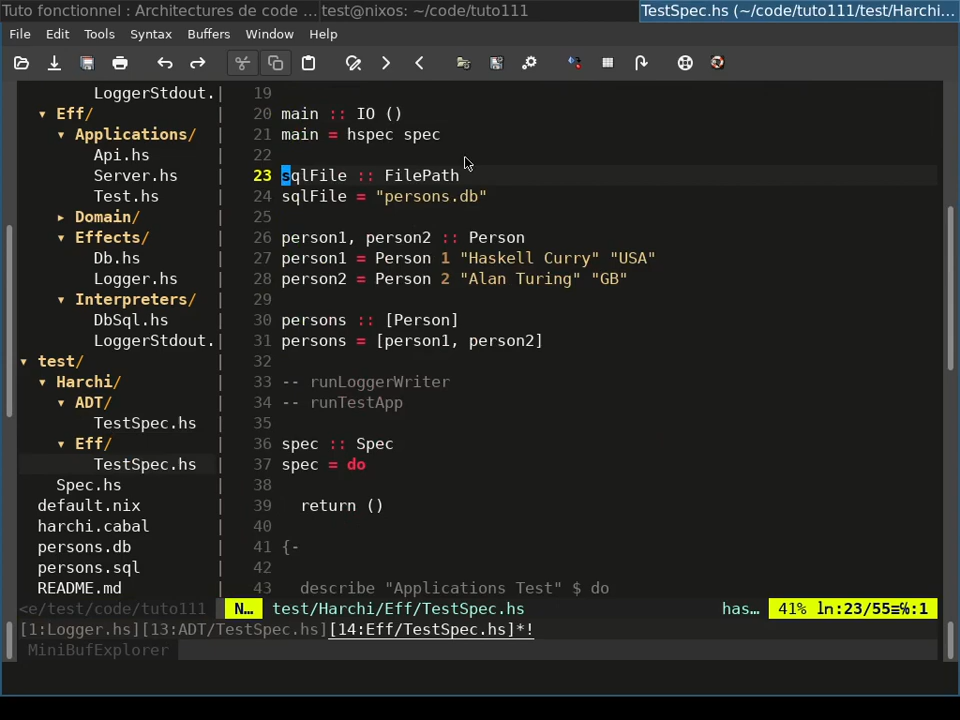 Tuto fonctionnel : Architectures de code ...
test@nixos: ~/code/tuto111
TestSpec.hs (~/code/tuto111/test/Harchi...
File Edit Tools Syntax Buffers Window Help
LoggerStdout.
▾ Eff/
▾ Applications/
Api.hs
Server.hs
Test.hs
▸ Domain/
▾ Effects/
Db.hs
Logger.hs
▾ Interpreters/
DbSql.hs
LoggerStdout.
▾ test/
▾ Harchi/
▾ ADT/
TestSpec.hs
▾ Eff/
TestSpec.hs
Spec.hs
default.nix
harchi.cabal
persons.db
persons.sql
README.md
<e/test/code/tuto111
19
20 main :: IO ()
21 main = hspec spec
22
23 sqlFile :: FilePath
24 sqlFile = "persons.db"
25
26 person1, person2 :: Person
27 person1 = Person 1 "Haskell Curry" "USA"
28 person2 = Person 2 "Alan Turing" "GB"
29
30 persons :: [Person]
31 persons = [person1, person2]
32
33 -- runLoggerWriter
34 -- runTestApp
35
36 spec :: Spec
37 spec = do
38
39 return ()
40
41 {-
42
43 describe "Applications Test" $ do
N… test/Harchi/Eff/TestSpec.hs has… 41% ln:23/55≡℅:1
[1:Logger.hs][13:ADT/TestSpec.hs][14:Eff/TestSpec.hs]*!
MiniBufExplorer